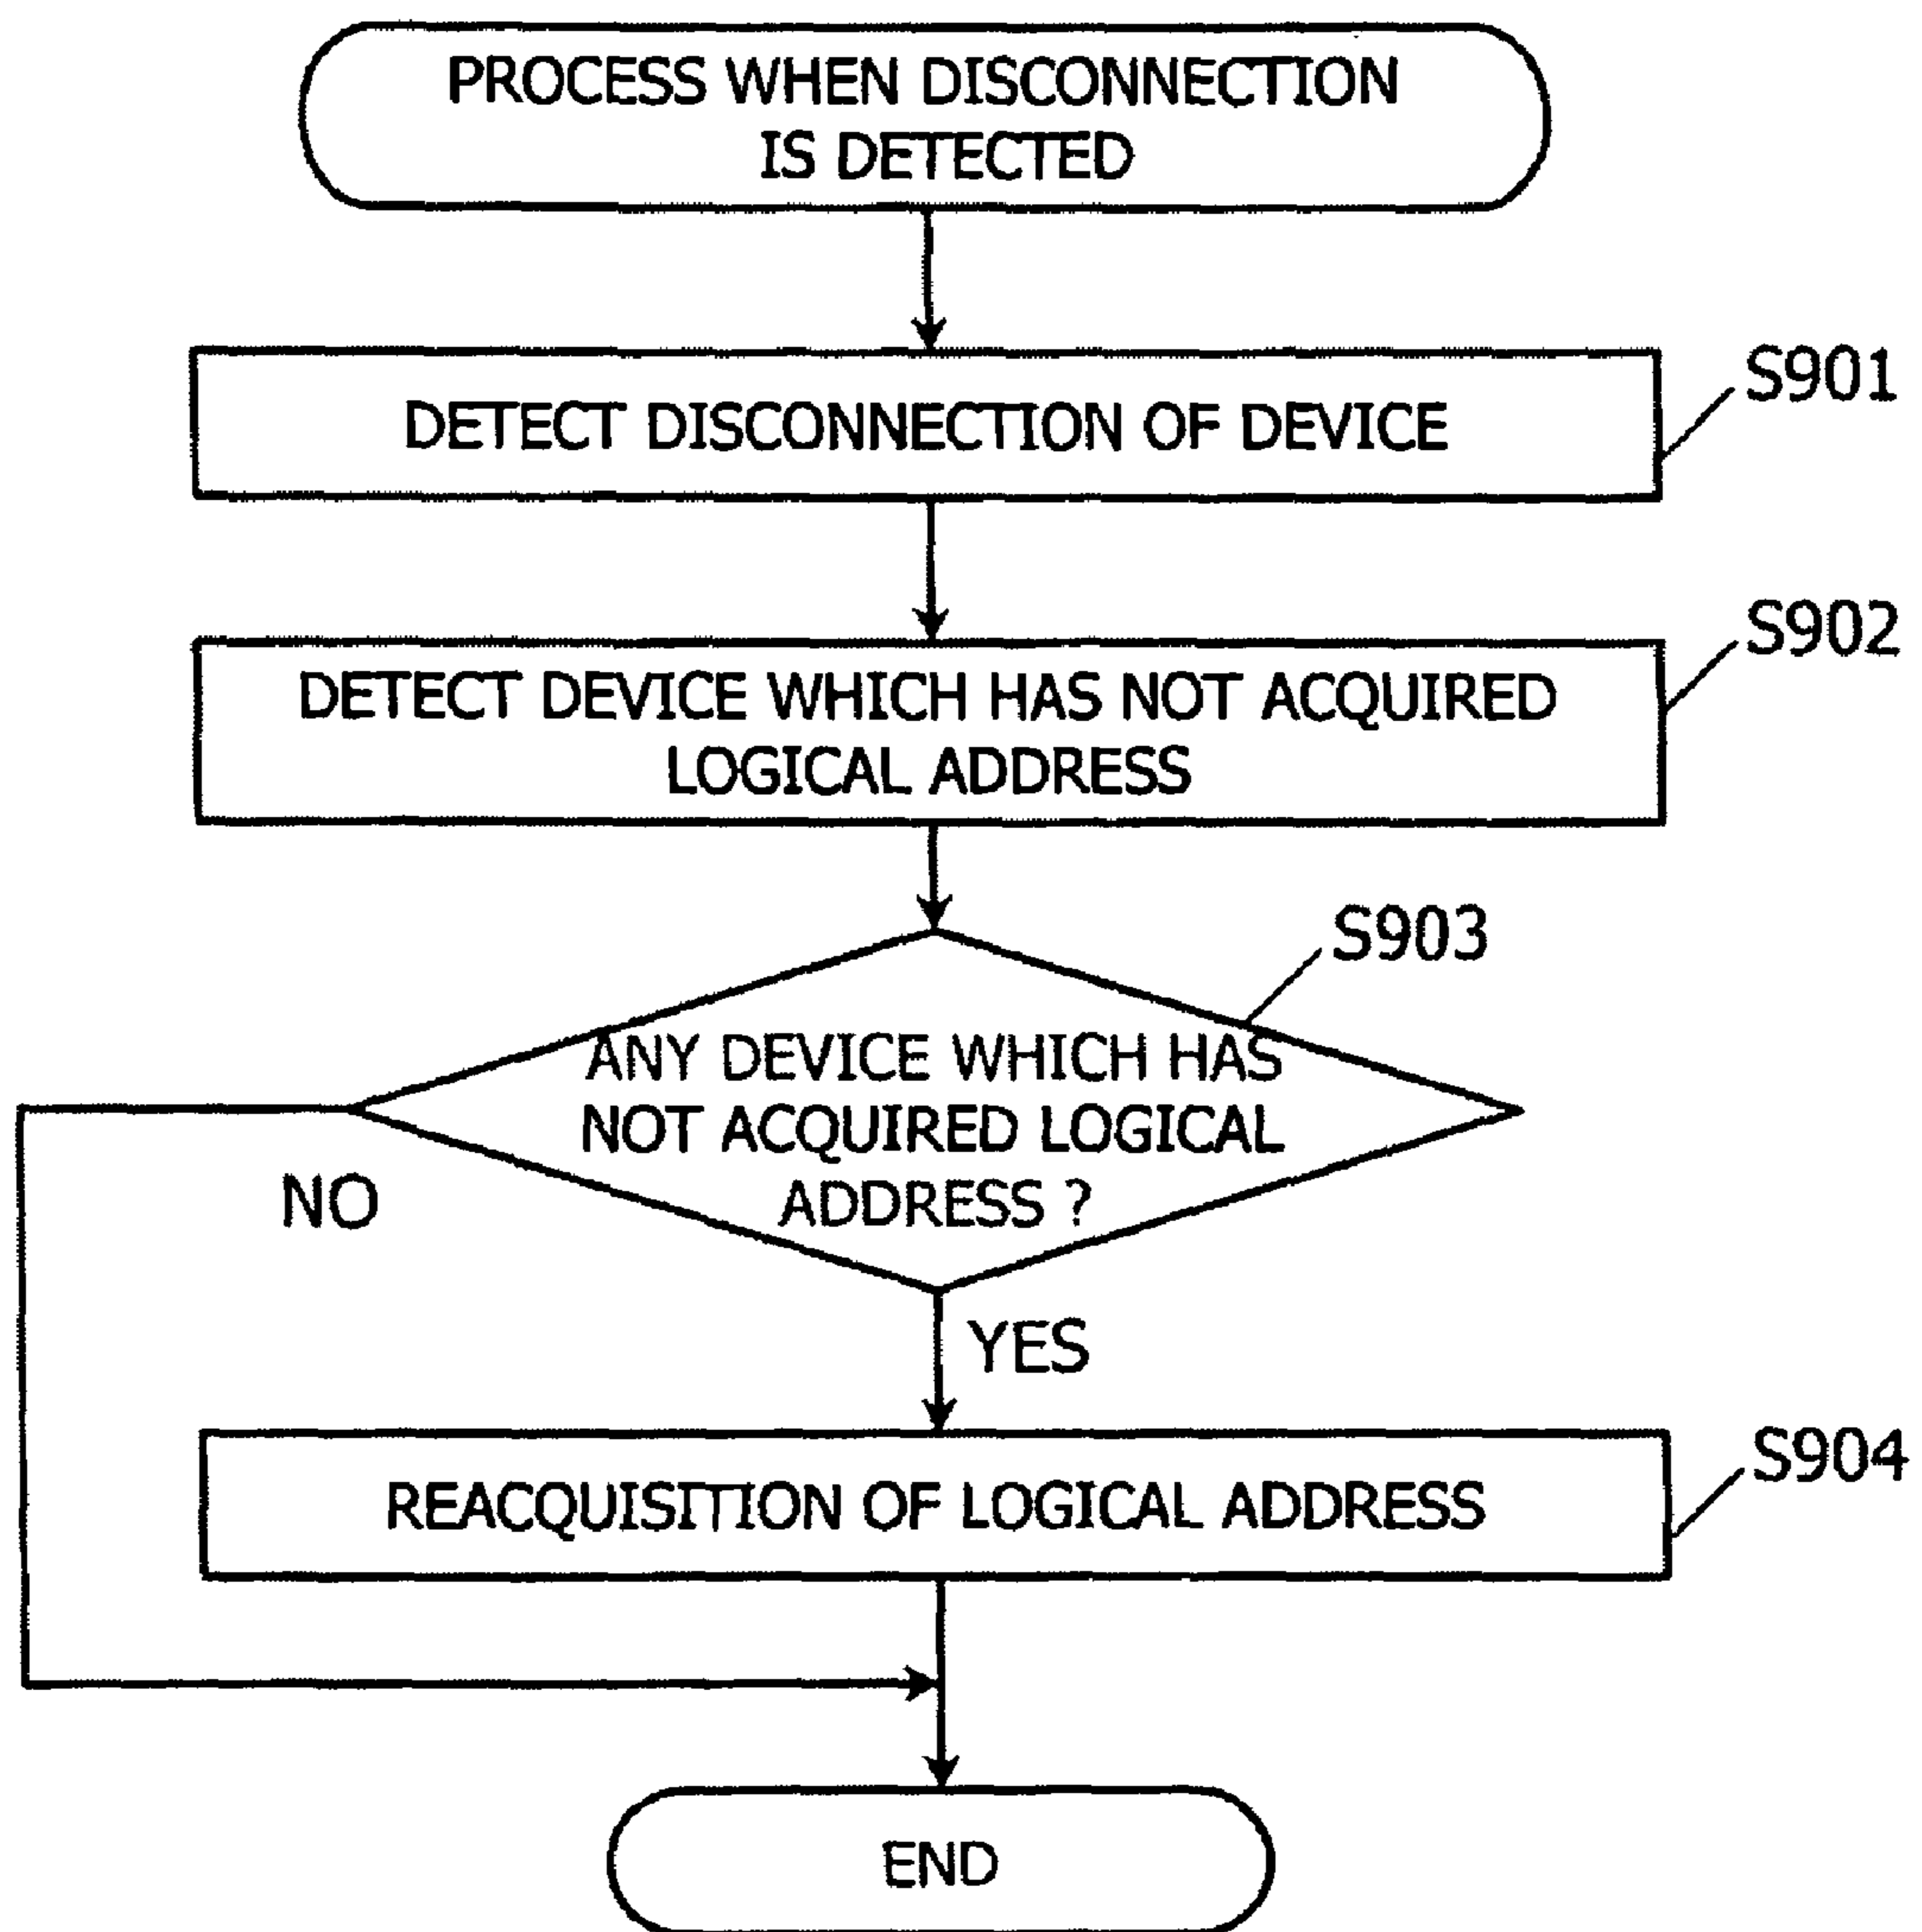 PROCESS WHEN DISCONNECTION
IS DETECTED
DETECT DISCONNECTION OF DEVICE
S901
DETECT DEVICE WHICH HAS NOT ACQUIRED
LOGICAL ADDRESS
S902
S903
ANY DEVICE WHICH HAS
NOT ACQUIRED LOGICAL
ADDRESS ?
NO
YES
REACQUISITION OF LOGICAL ADDRESS
S904
END